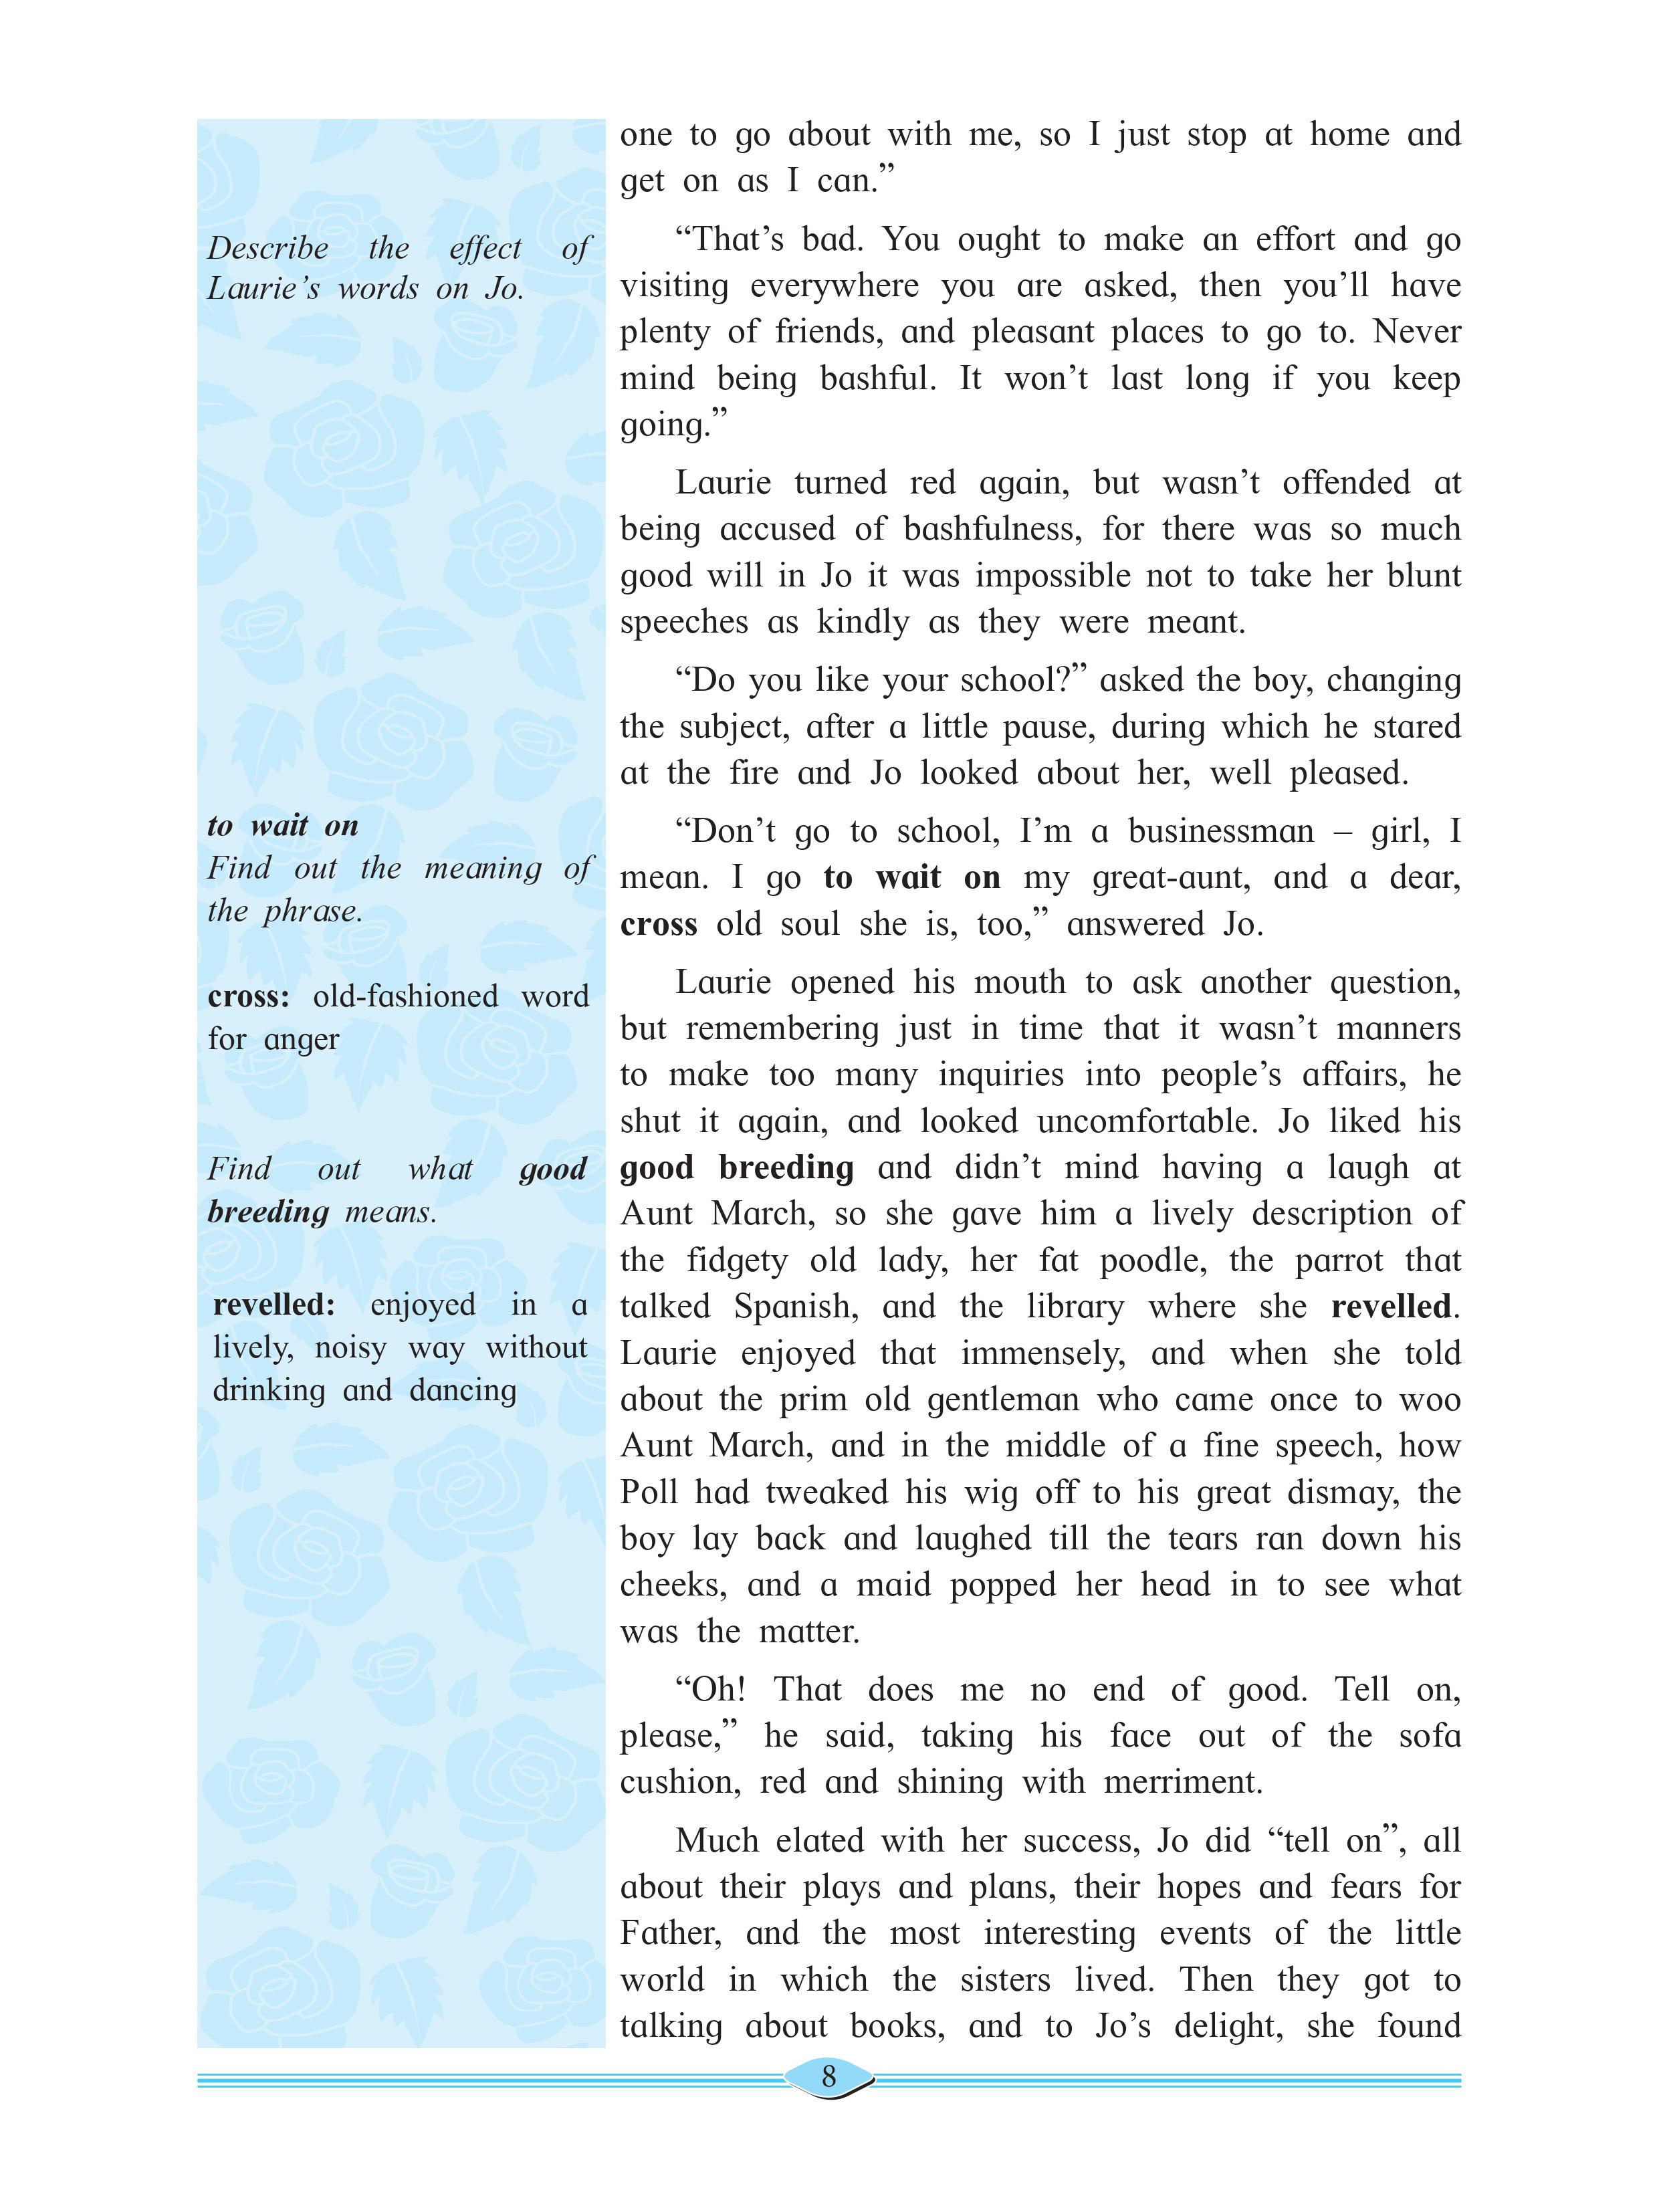 Describe the effect of
Laurie’s words on Jo.
to wait on
Find out the meaning of
the phrase.
cross: old-fashioned word
for anger
Find out what good
breeding means.
revelled: enjoyed in a
lively, noisy way without
drinking and dancing
one to go about with me, so I just stop at home and
get on as I can.”
“That’s bad. You ought to make an effort and go
visiting everywhere you are asked, then you’ll have
plenty of friends, and pleasant places to go to. Never
mind being bashful. It won’t last long if you keep
going.”
Laurie turned red again, but wasn’t offended at
being accused of bashfulness, for there was so much
good will in Jo it was impossible not to take her blunt
speeches as kindly as they were meant.
“Do you like your school?” asked the boy, changing
the subject, after a little pause, during which he stared
at the fire and Jo looked about her, well pleased.
“Don’t go to school, I’m a businessman – girl, I
mean. I go to wait on my great-aunt, and a dear,
cross old soul she is, too,” answered Jo.
Laurie opened his mouth to ask another question,
but remembering just in time that it wasn’t manners
to make too many inquiries into people’s affairs, he
shut it again, and looked uncomfortable. Jo liked his
good breeding and didn’t mind having a laugh at
Aunt March, so she gave him a lively description of
the fidgety old lady, her fat poodle, the parrot that
talked Spanish, and the library where she revelled.
Laurie enjoyed that immensely, and when she told
about the prim old gentleman who came once to woo
Aunt March, and in the middle of a fine speech, how
Poll had tweaked his wig off to his great dismay, the
boy lay back and laughed till the tears ran down his
cheeks, and a maid popped her head in to see what
was the matter.
“Oh! That does me no end of good. Tell on,
please,” he said, taking his face out of the sofa
cushion, red and shining with merriment.
Much elated with her success, Jo did “tell on”, all
about their plays and plans, their hopes and fears for
Father, and the most interesting events of the little
world in which the sisters lived. Then they got to
talking about books, and to Jo’s delight, she found
8